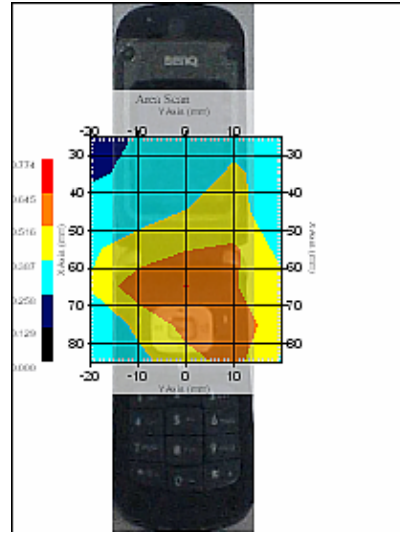 BenQ
Area Scan
Y Axis (mm)
-20 -10 0 10
30 30
40 40
50 50
60 60
70 70
80 80
-20 -10 0 10
Y Axis (mm)
X Axis (mm)
X Axis (mm)
0.774
0.645
0.516
0.387
0.258
0.129
0.000